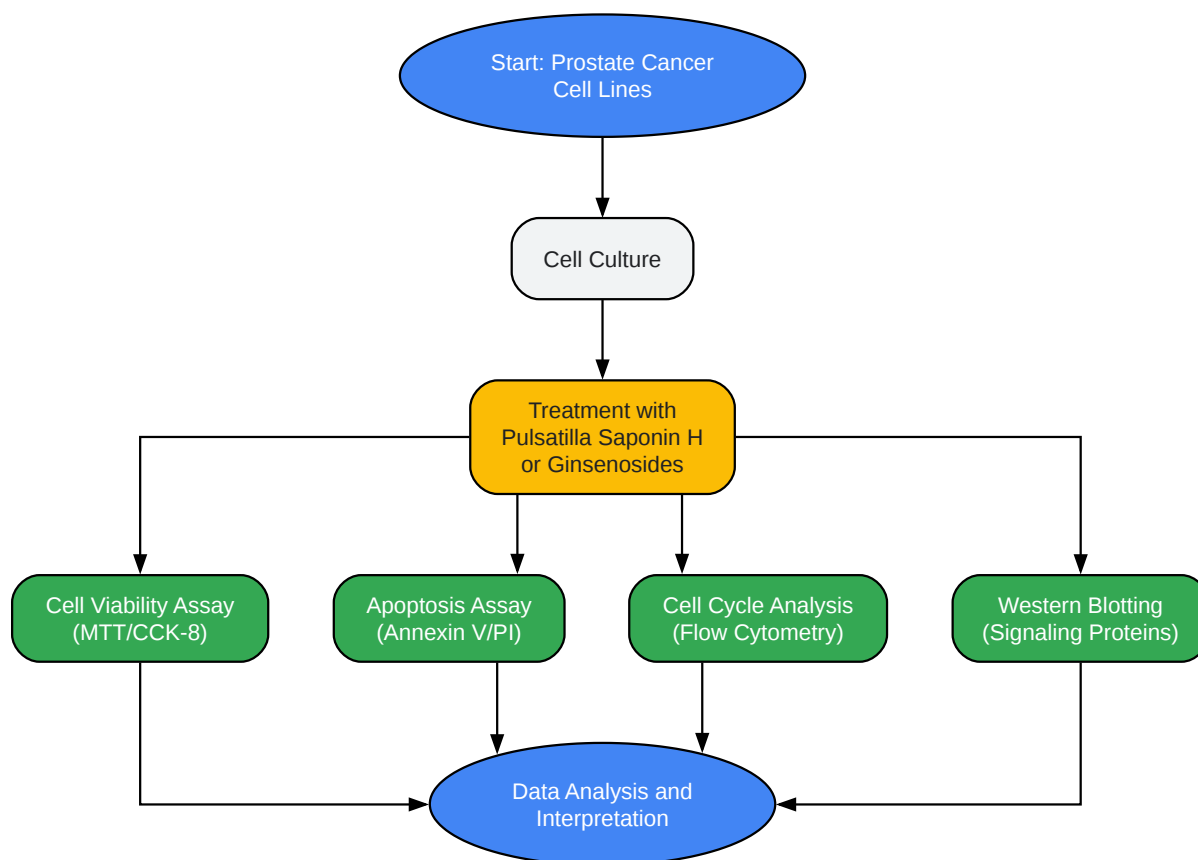 Start: Prostate Cancer
Cell Lines
Cell Culture
Treatment with
Pulsatilla Saponin H
or Ginsenosides
Cell Viability Assay
(MTT/CCK-8)
Apoptosis Assay
(Annexin V/PI)
Cell Cycle Analysis
(Flow Cytometry)
Western Blotting
(Signaling Proteins)
Data Analysis and
Interpretation